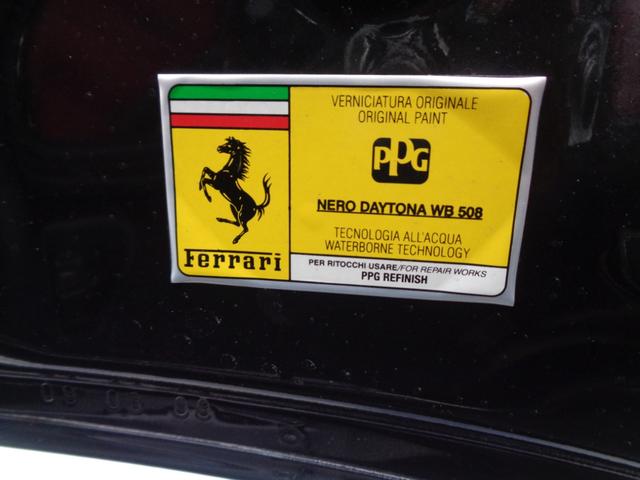 VERNICIATURA ORIGINALE
ORIGINAL PAINT
PPG
NERO DAYTONA WB 508
TECNOLOGIA ALL'ACQUA
WATERBORNE TECHNOLOGY
Ferrari
PER RITOCCHI USARE/FOR REPAIR WORKS
PPG REFINISH